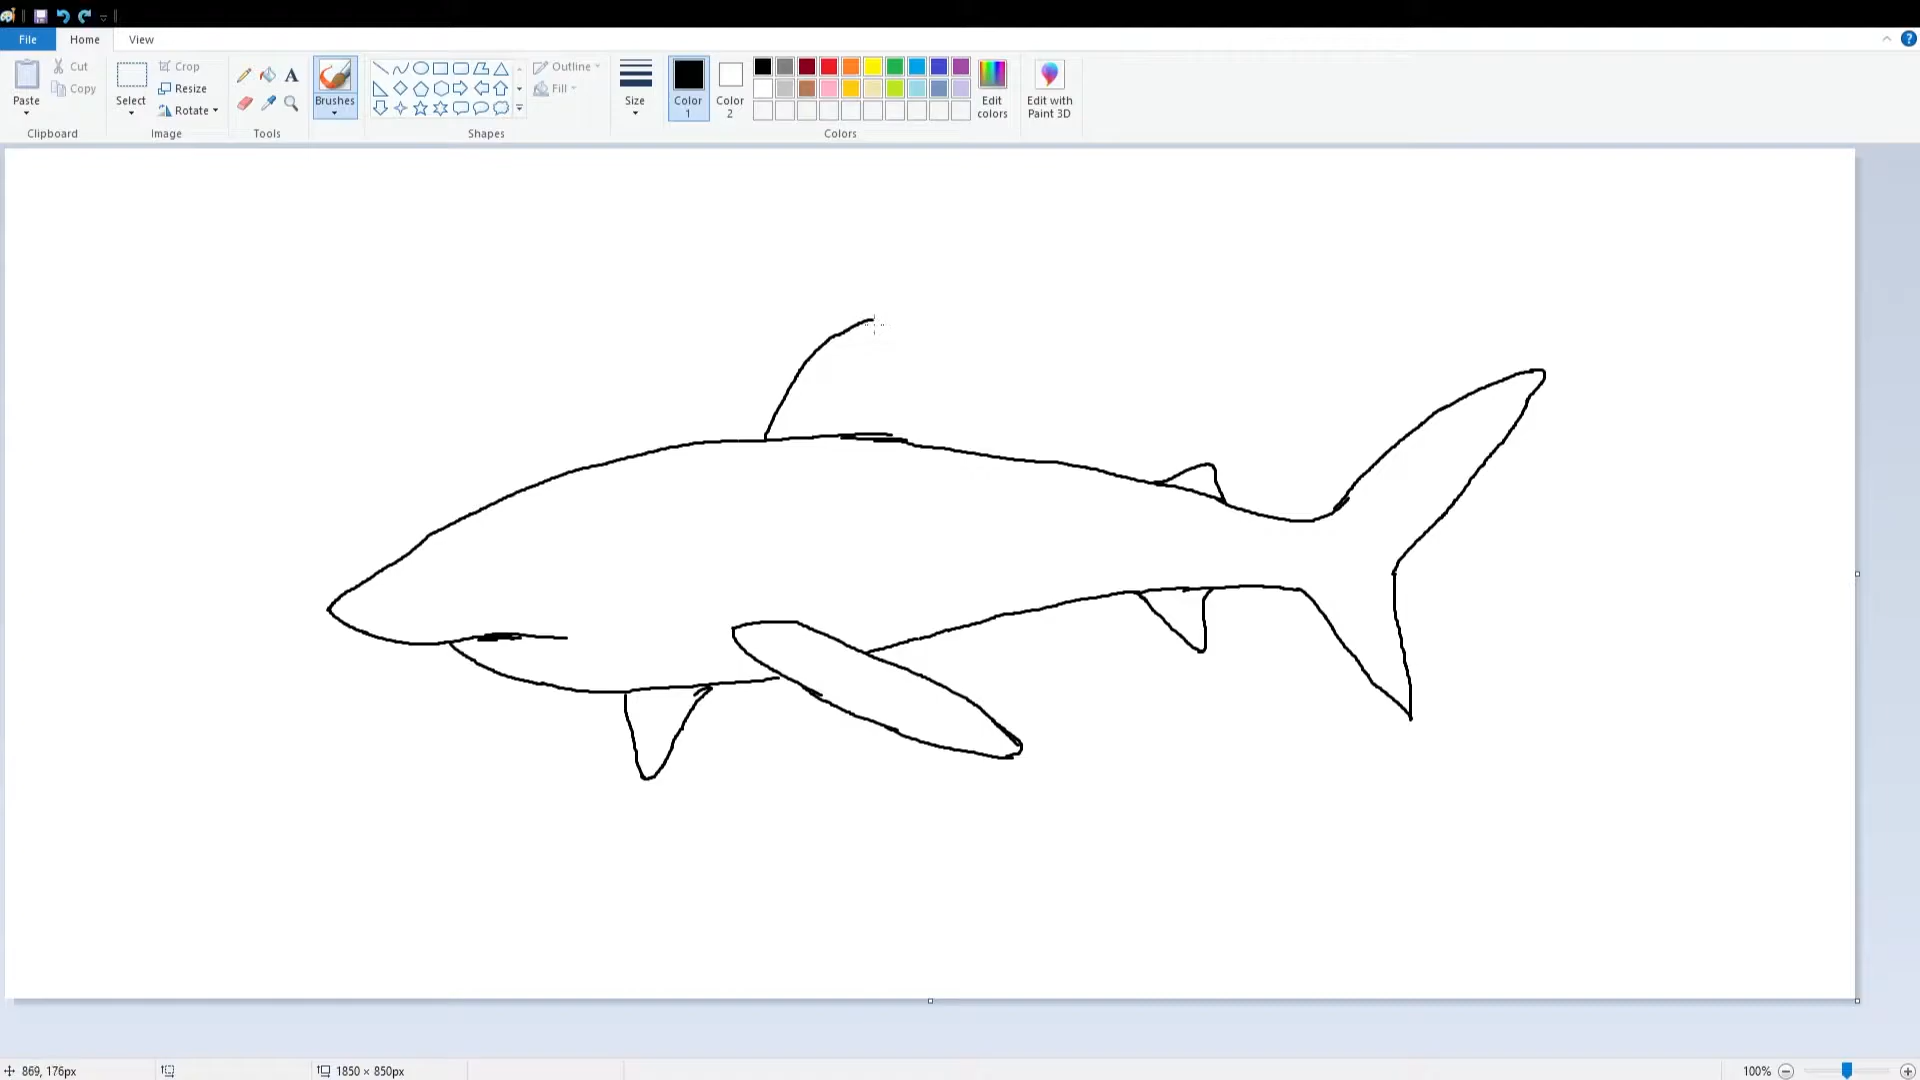 File Home View
Paste Cut Copy Clipboard
Select Crop Resize Rotate Image
A Tools
Brushes
Outline Fill Shapes
Size
Color 1 Color 2 Edit colors Colors
Edit with Paint 3D
869, 176px 1850 × 850px 100%